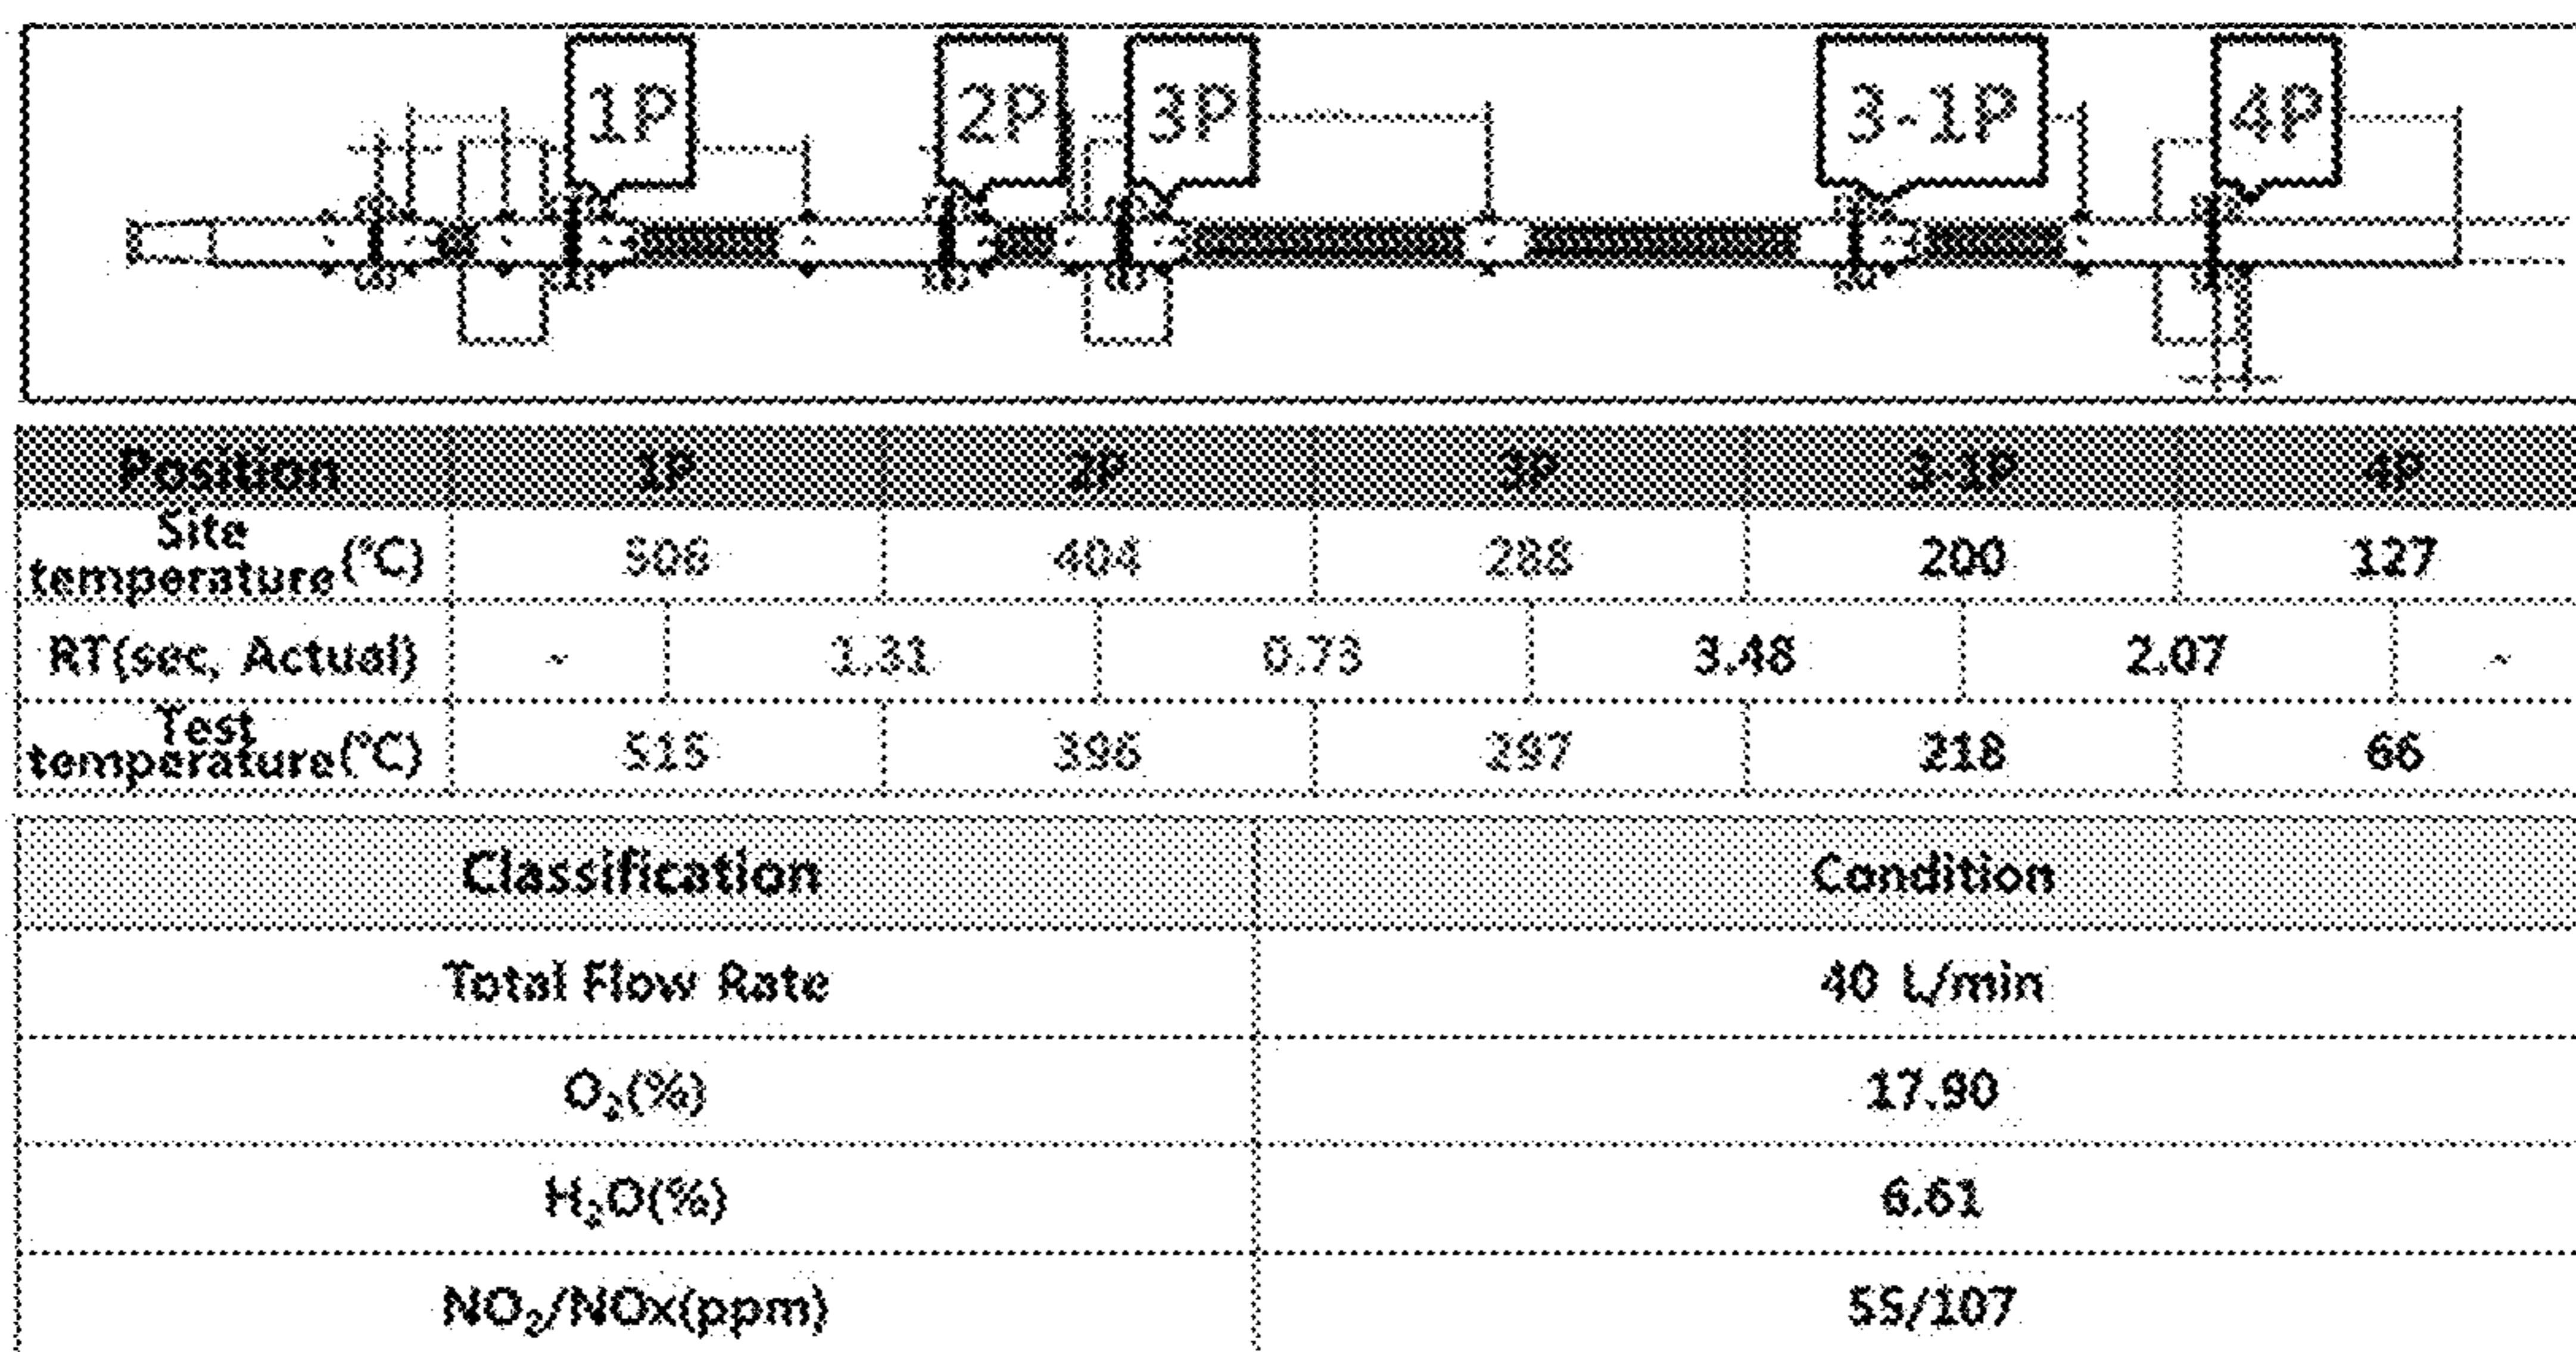 1P 2P 3P 3-1P 4P
Position 1P 2P 3P 3-1P 4P
Site temperature(°C) 506 404 288 200 127
RT(sec, Actual) - 1.31 0.73 3.48 2.07 -
Test temperature(°C) 515 396 297 218 66
Classification Condition
Total Flow Rate 40 L/min
O₂(%) 17.90
H₂O(%) 6.61
NO₂/NOx(ppm) 55/107